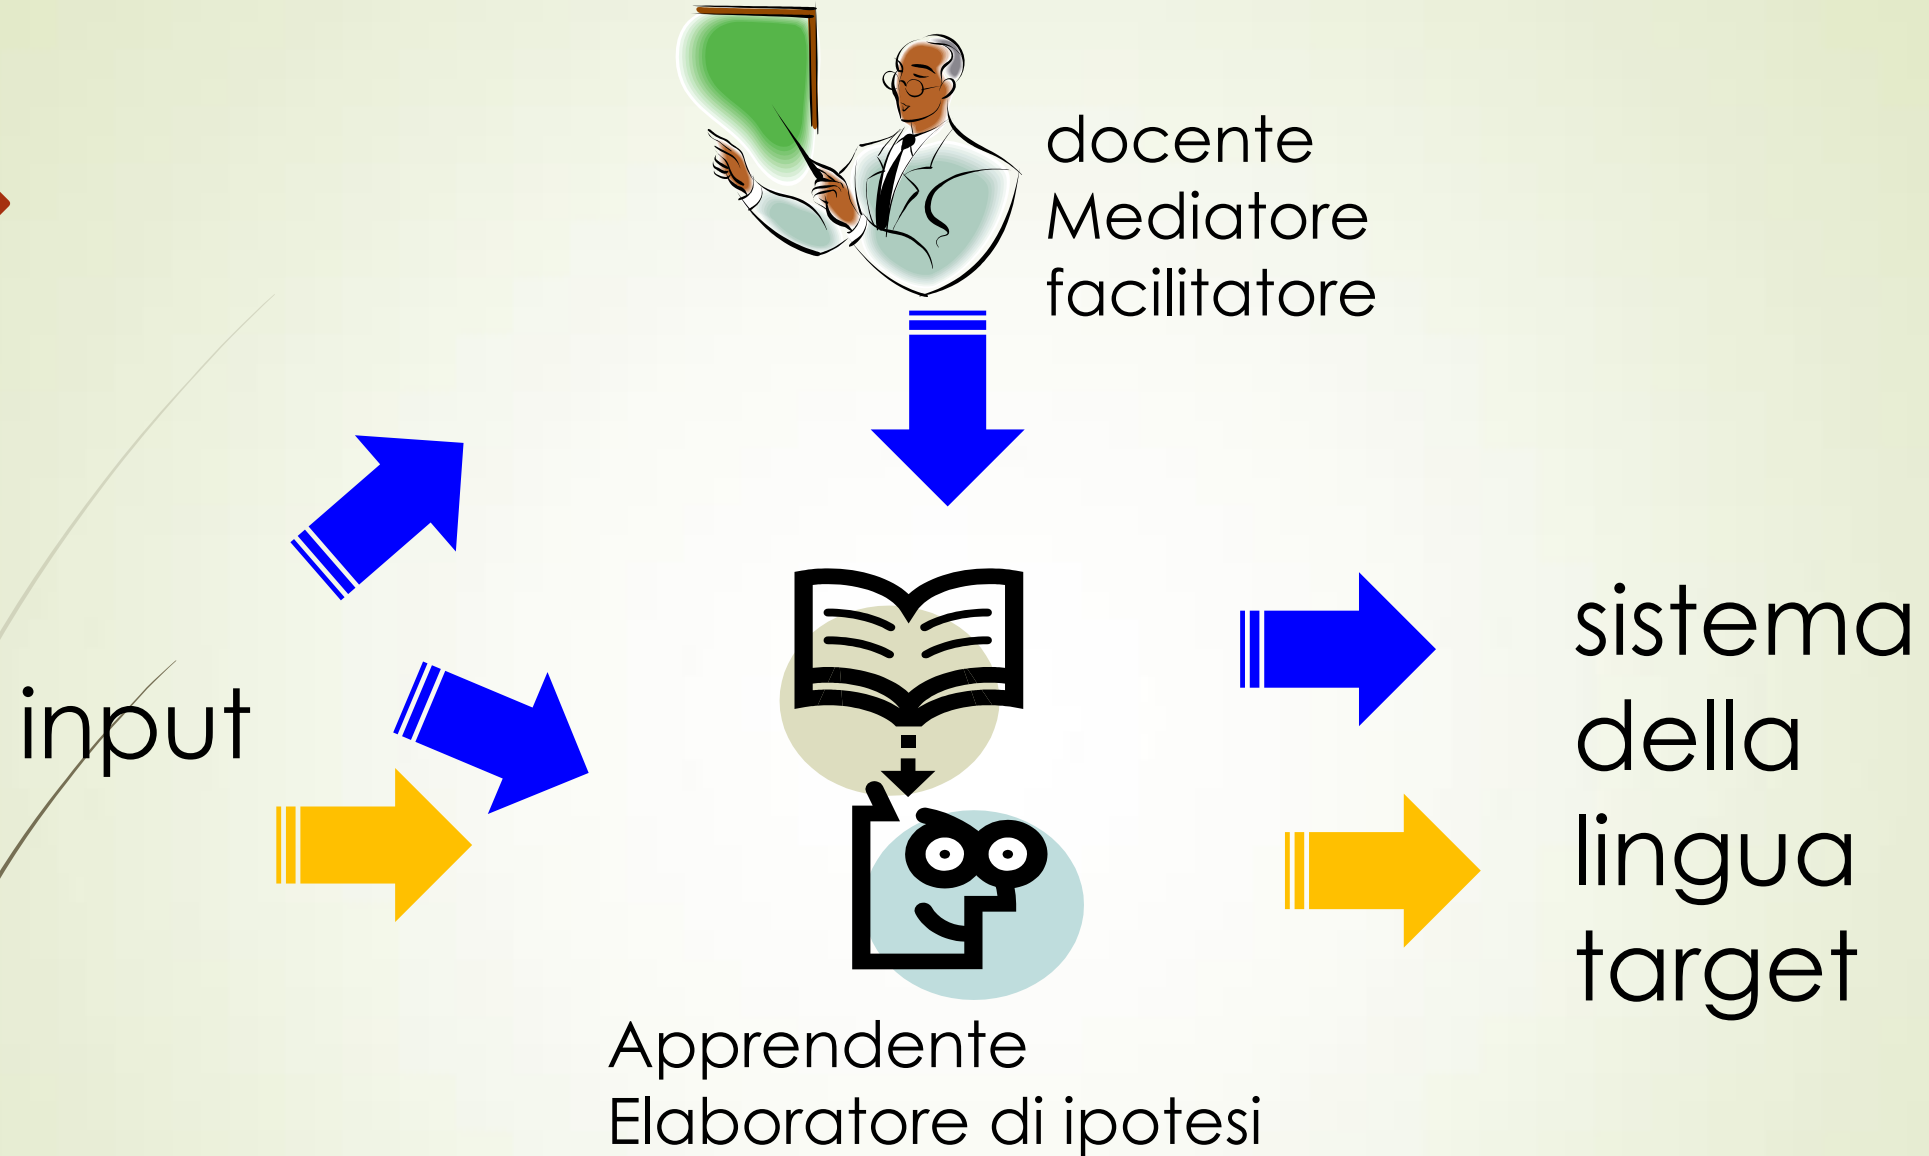 docente
Mediatore
facilitatore
input
sistema
della
lingua
target
Apprendente
Elaboratore di ipotesi